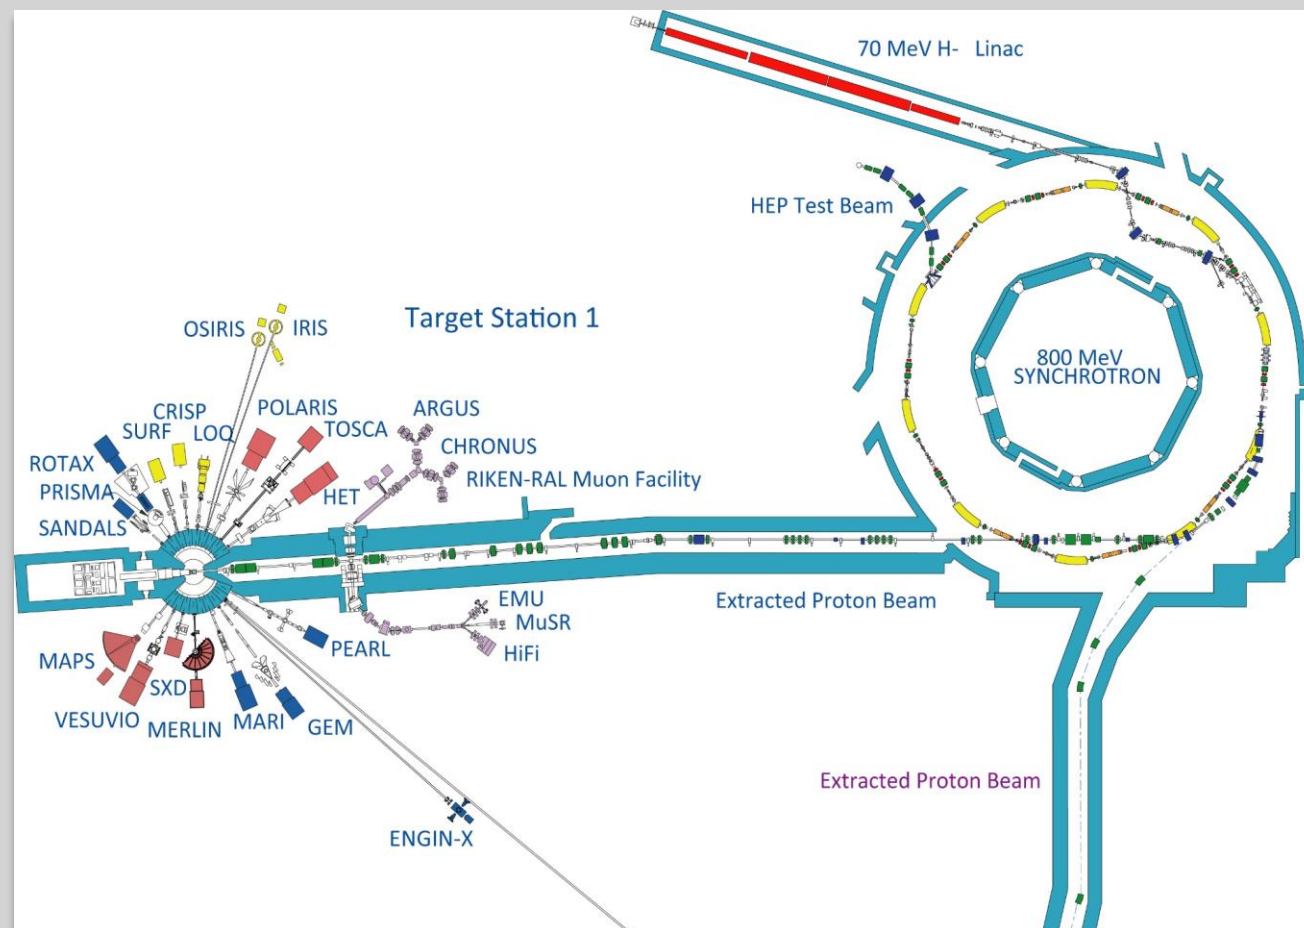 70 MeV H- Linac
HEP Test Beam
Target Station 1
OSIRIS
IRIS
800 MeV
SYNCHROTRON
CRISP
SURF
LOQ
POLARIS
TOSCA
ARGUS
CHRONUS
RIKEN-RAL Muon Facility
ROTAX
PRISMA
SANDALS
HET
Extracted Proton Beam
EMU
MuSR
HiFi
PEARL
MAPS
SXD
VESUVIO
MERLIN
MARI
GEM
Extracted Proton Beam
ENGIN-X